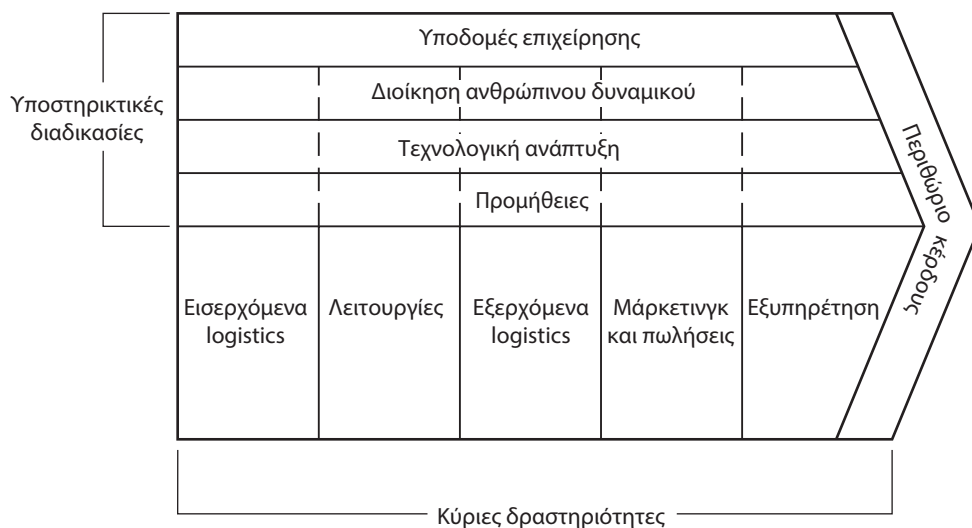 Υποδομές επιχείρησης
Διοίκηση ανθρώπινου δυναμικού
Υποστηρικτικές
διαδικασίες
Τεχνολογική ανάπτυξη
Προμήθειες
Περιθώριο κέρδους
Εισερχόμενα
logistics
Λειτουργίες
Εξερχόμενα
logistics
Μάρκετινγκ
και πωλήσεις
Εξυπηρέτηση
Κύριες δραστηριότητες